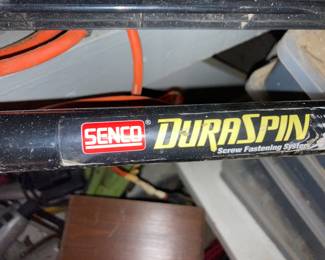 SENCO® DURASPIN
Screw Fastening System